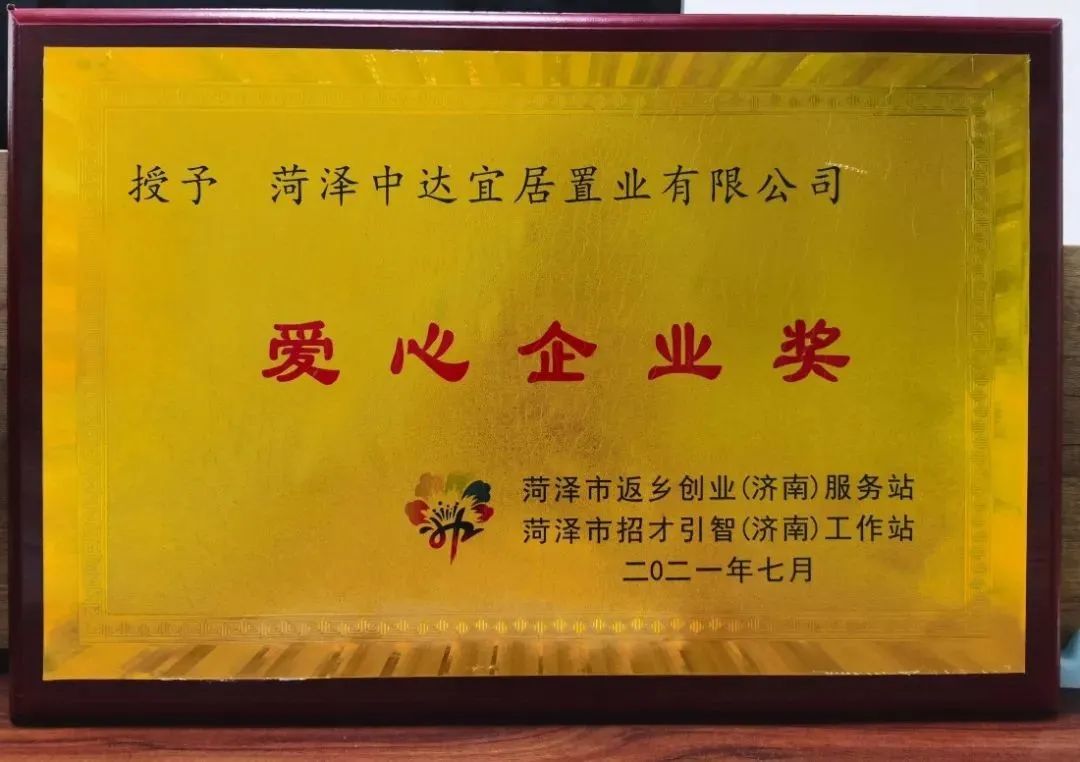 授予 菏泽中达宜居置业有限公司
爱心企业奖
菏泽市返乡创业(济南)服务站
菏泽市招才引智(济南)工作站
二0二一年七月